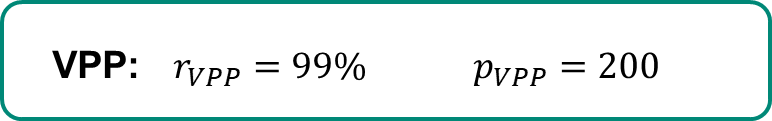 VPP: r_VPP = 99% p_VPP = 200